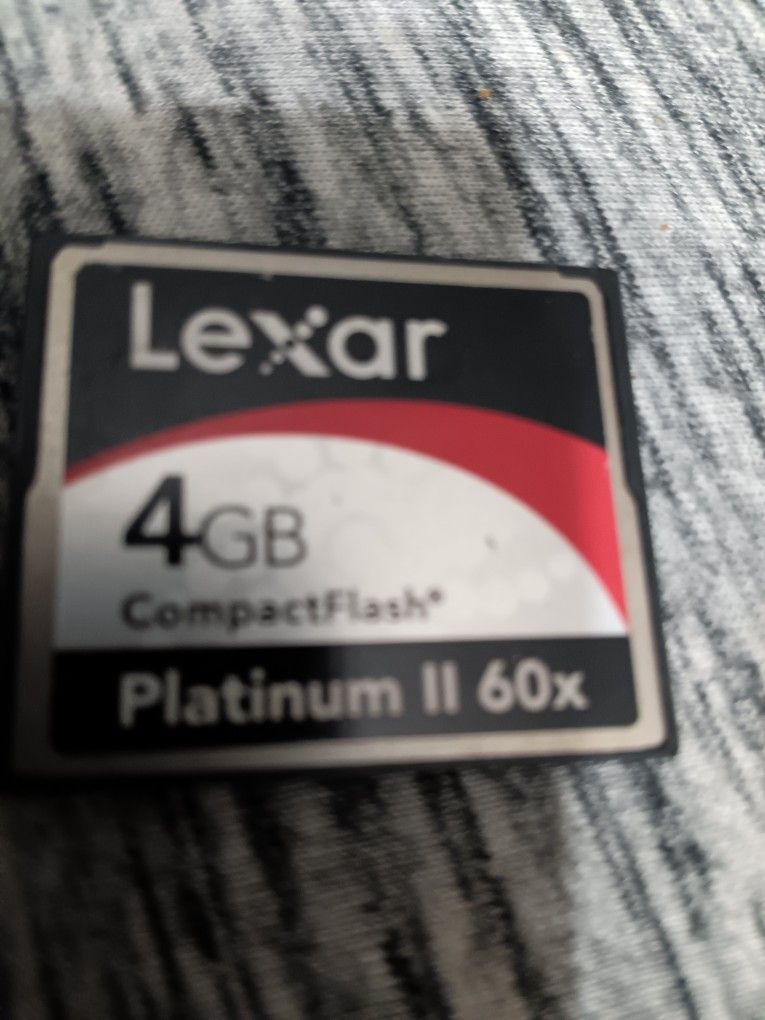 Lexar
4GB
CompactFlash®
Platinum II 60x